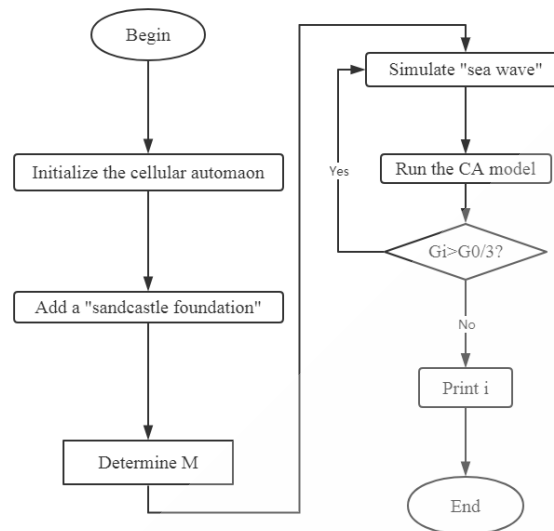 Begin
Initialize the cellular automaon
Add a "sandcastle foundation"
Determine M
Simulate "sea wave"
Yes
Run the CA model
Gi>G0/3?
No
Print i
End